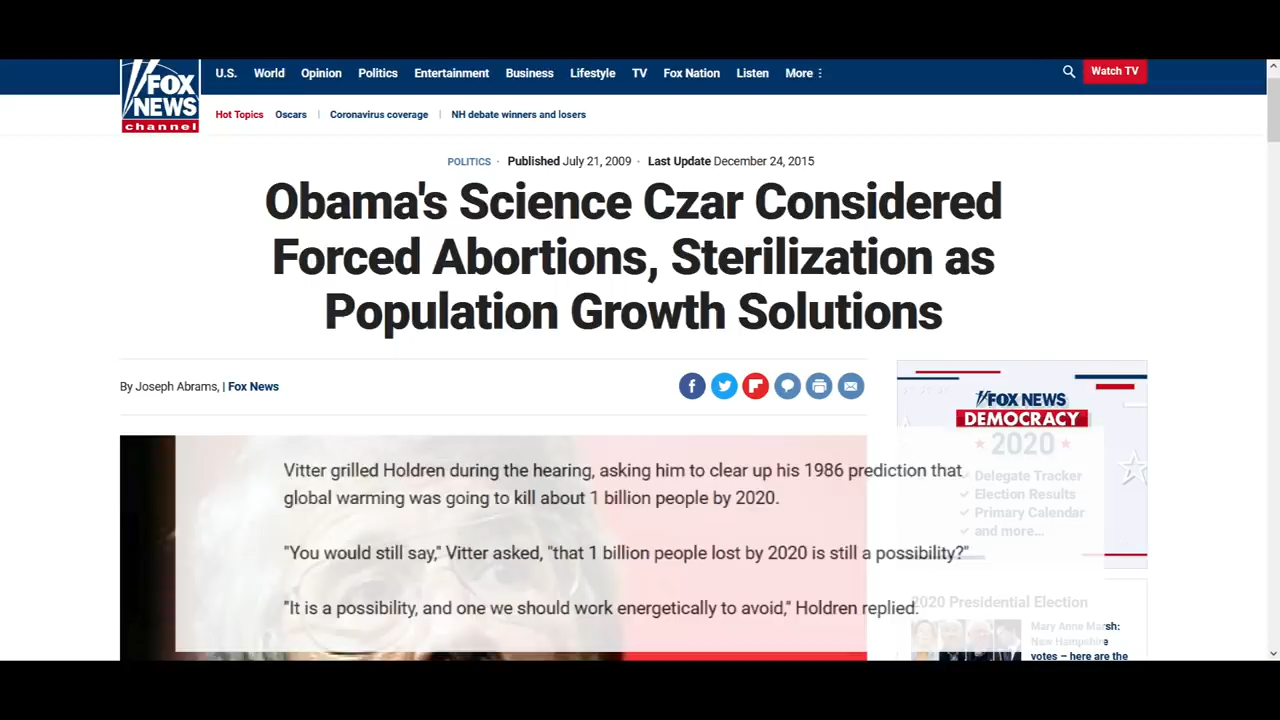 FOX
NEWS
channel
U.S. World Opinion Politics Entertainment Business Lifestyle TV Fox Nation Listen More
Watch TV
Hot Topics Oscars Coronavirus coverage NH debate winners and losers
POLITICS · Published July 21, 2009 · Last Update December 24, 2015
Obama's Science Czar Considered
Forced Abortions, Sterilization as
Population Growth Solutions
By Joseph Abrams, | Fox News
FOX NEWS
DEMOCRACY
2020
Delegate Tracker
Election Results
Primary Calendar
and more...
Vitter grilled Holdren during the hearing, asking him to clear up his 1986 prediction that
global warming was going to kill about 1 billion people by 2020.
"You would still say," Vitter asked, "that 1 billion people lost by 2020 is still a possibility?"
"It is a possibility, and one we should work energetically to avoid," Holdren replied.
2020 Presidential Election
Mary Anne Marsh:
New Hampshire
votes – here are the